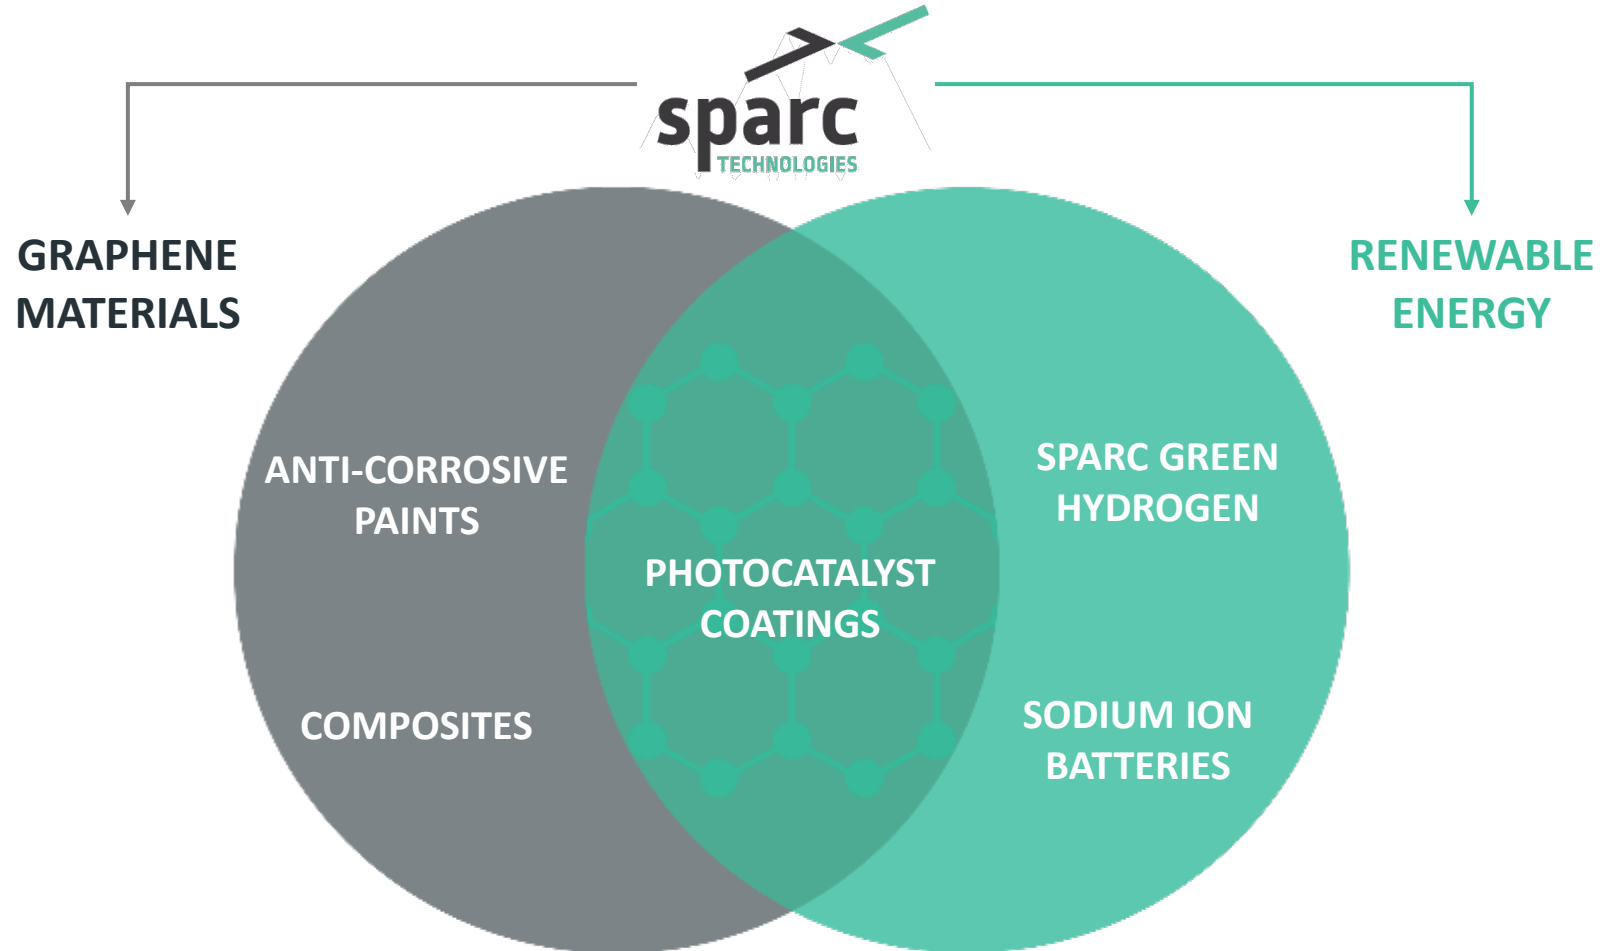 sparc
TECHNOLOGIES
GRAPHENE
MATERIALS
RENEWABLE
ENERGY
ANTI-CORROSIVE
PAINTS
COMPOSITES
PHOTOCATALYST
COATINGS
SPARC GREEN
HYDROGEN
SODIUM ION
BATTERIES